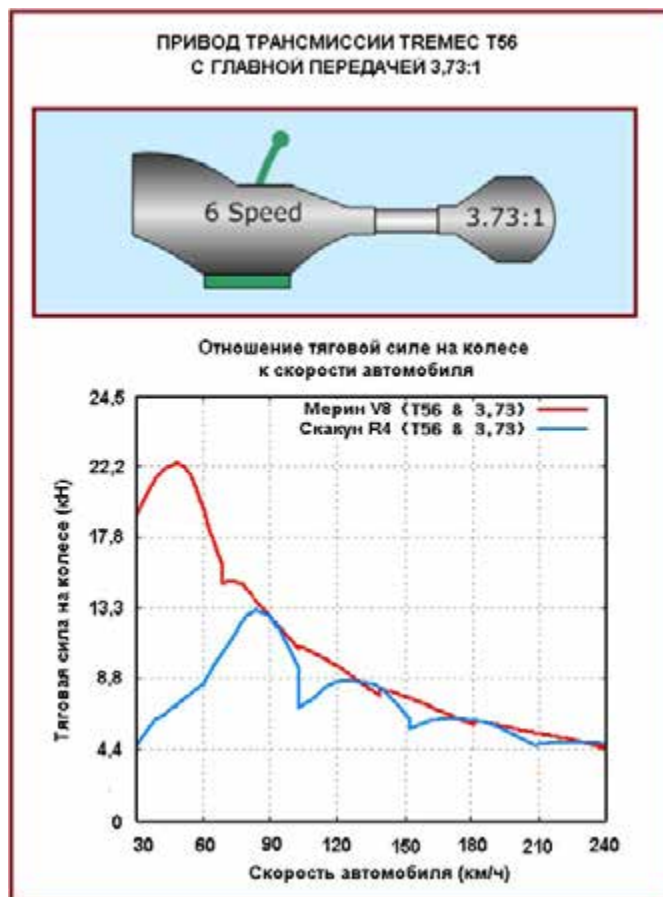 ПРИВОД ТРАНСМИССИИ TREMEC T56
С ГЛАВНОЙ ПЕРЕДАЧЕЙ 3,73:1
6 Speed
3.73:1
Отношение тяговой силе на колесе
к скорости автомобиля
Мерин V8 (T56 & 3,73)
Скакун R4 (T56 & 3,73)
Тяговая сила на колесе (кН)
24,5
22,2
17,8
13,3
8,8
4,4
0
30 60 90 120 150 180 210 240
Скорость автомобиля (км/ч)